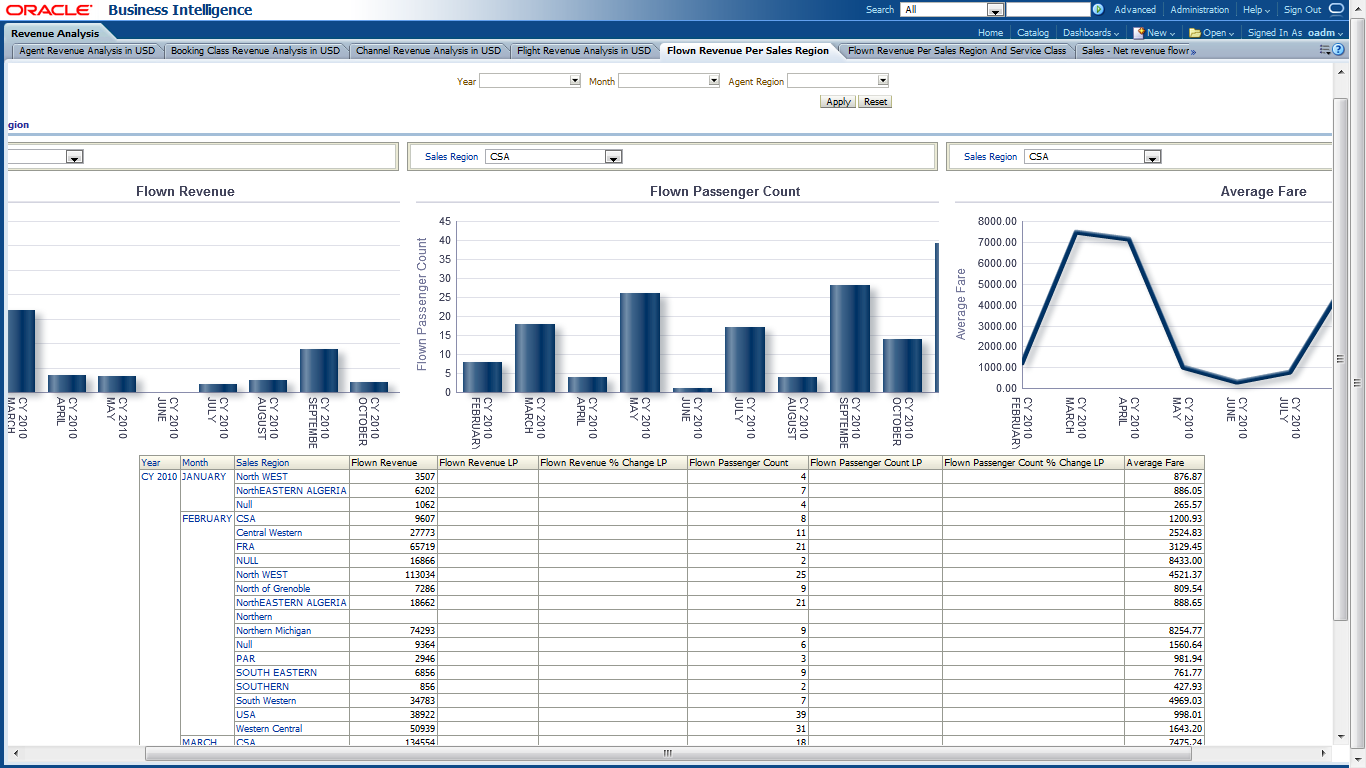 ORACLE Business Intelligence Search All Advanced Administration Help Sign Out
Revenue Analysis Home Catalog Dashboards New Open Signed In As oadm
Agent Revenue Analysis in USD Booking Class Revenue Analysis in USD Channel Revenue Analysis in USD Flight Revenue Analysis in USD Flown Revenue Per Sales Region Flown Revenue Per Sales Region And Service Class Sales - Net revenue flowr »
Year Month Agent Region
Apply Reset
gion
Sales Region CSA Sales Region CSA
Flown Revenue
CY 2010 MARCH
CY 2010 APRIL
CY 2010 MAY
CY 2010 JUNE
CY 2010 JULY
CY 2010 AUGUST
CY 2010 SEPTEMBE
CY 2010 OCTOBER
Flown Passenger Count
Flown Passenger Count
45
40
35
30
25
20
15
10
5
0
CY 2010 FEBRUARY
CY 2010 MARCH
CY 2010 APRIL
CY 2010 MAY
CY 2010 JUNE
CY 2010 JULY
CY 2010 AUGUST
CY 2010 SEPTEMBE
CY 2010 OCTOBER
Average Fare
Average Fare
8000.00
7000.00
6000.00
5000.00
4000.00
3000.00
2000.00
1000.00
0.00
CY 2010 FEBRUARY
CY 2010 MARCH
CY 2010 APRIL
CY 2010 MAY
CY 2010 JUNE
CY 2010 JULY
Year Month Sales Region Flown Revenue Flown Revenue LP Flown Revenue % Change LP Flown Passenger Count Flown Passenger Count LP Flown Passenger Count % Change LP Average Fare
CY 2010 JANUARY North WEST 3507 4 876.87
NorthEASTERN ALGERIA 6202 7 886.05
Null 1062 4 265.57
FEBRUARY CSA 9607 8 1200.93
Central Western 27773 11 2524.83
FRA 65719 21 3129.45
NULL 16866 2 8433.00
North WEST 113034 25 4521.37
North of Grenoble 7286 9 809.54
NorthEASTERN ALGERIA 18662 21 888.65
Northern
Northern Michigan 74293 9 8254.77
Null 9364 6 1560.64
PAR 2946 3 981.94
SOUTH EASTERN 6856 9 761.77
SOUTHERN 856 2 427.93
South Western 34783 7 4969.03
USA 38922 39 998.01
Western Central 50939 31 1643.20
MARCH CSA 134554 18 7475.24